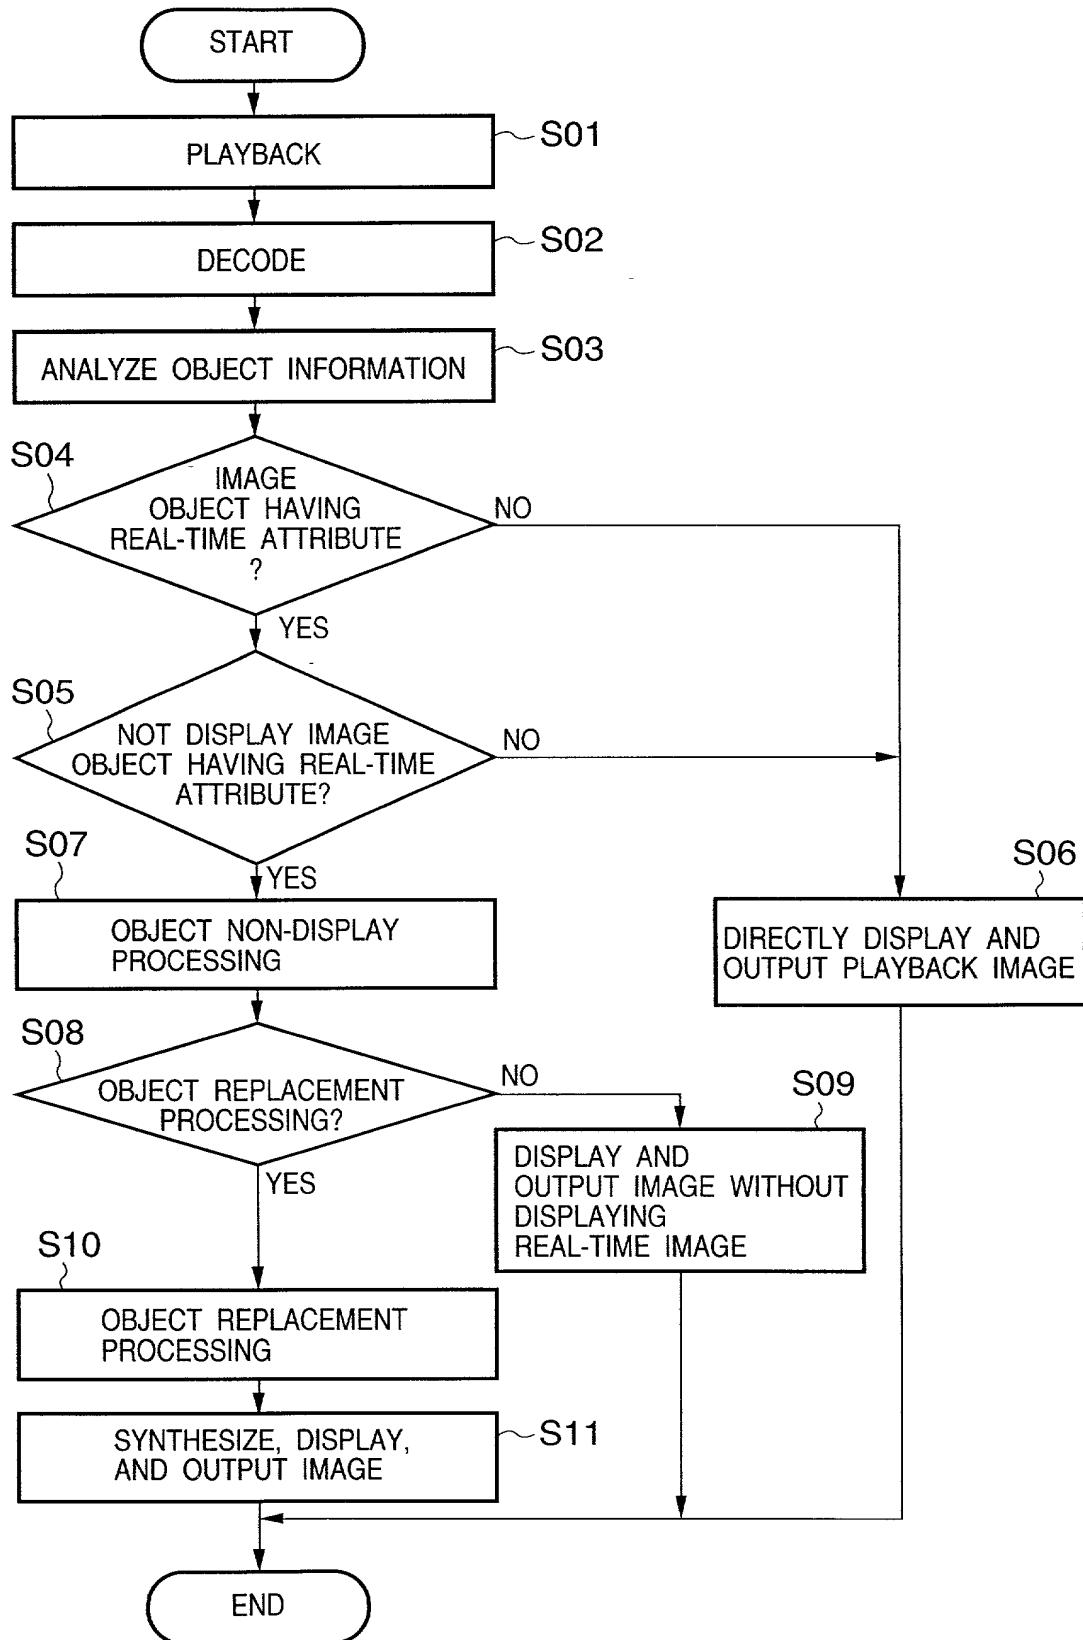 START
PLAYBACK
S01
DECODE
S02
ANALYZE OBJECT INFORMATION
S03
S04
IMAGE
OBJECT HAVING
REAL-TIME ATTRIBUTE
?
NO
YES
S05
NOT DISPLAY IMAGE
OBJECT HAVING REAL-TIME
ATTRIBUTE?
NO
YES
S07
OBJECT NON-DISPLAY
PROCESSING
S06
DIRECTLY DISPLAY AND
OUTPUT PLAYBACK IMAGE
S08
OBJECT REPLACEMENT
PROCESSING?
NO
YES
S09
DISPLAY AND
OUTPUT IMAGE WITHOUT
DISPLAYING
REAL-TIME IMAGE
S10
OBJECT REPLACEMENT
PROCESSING
SYNTHESIZE, DISPLAY,
AND OUTPUT IMAGE
S11
END